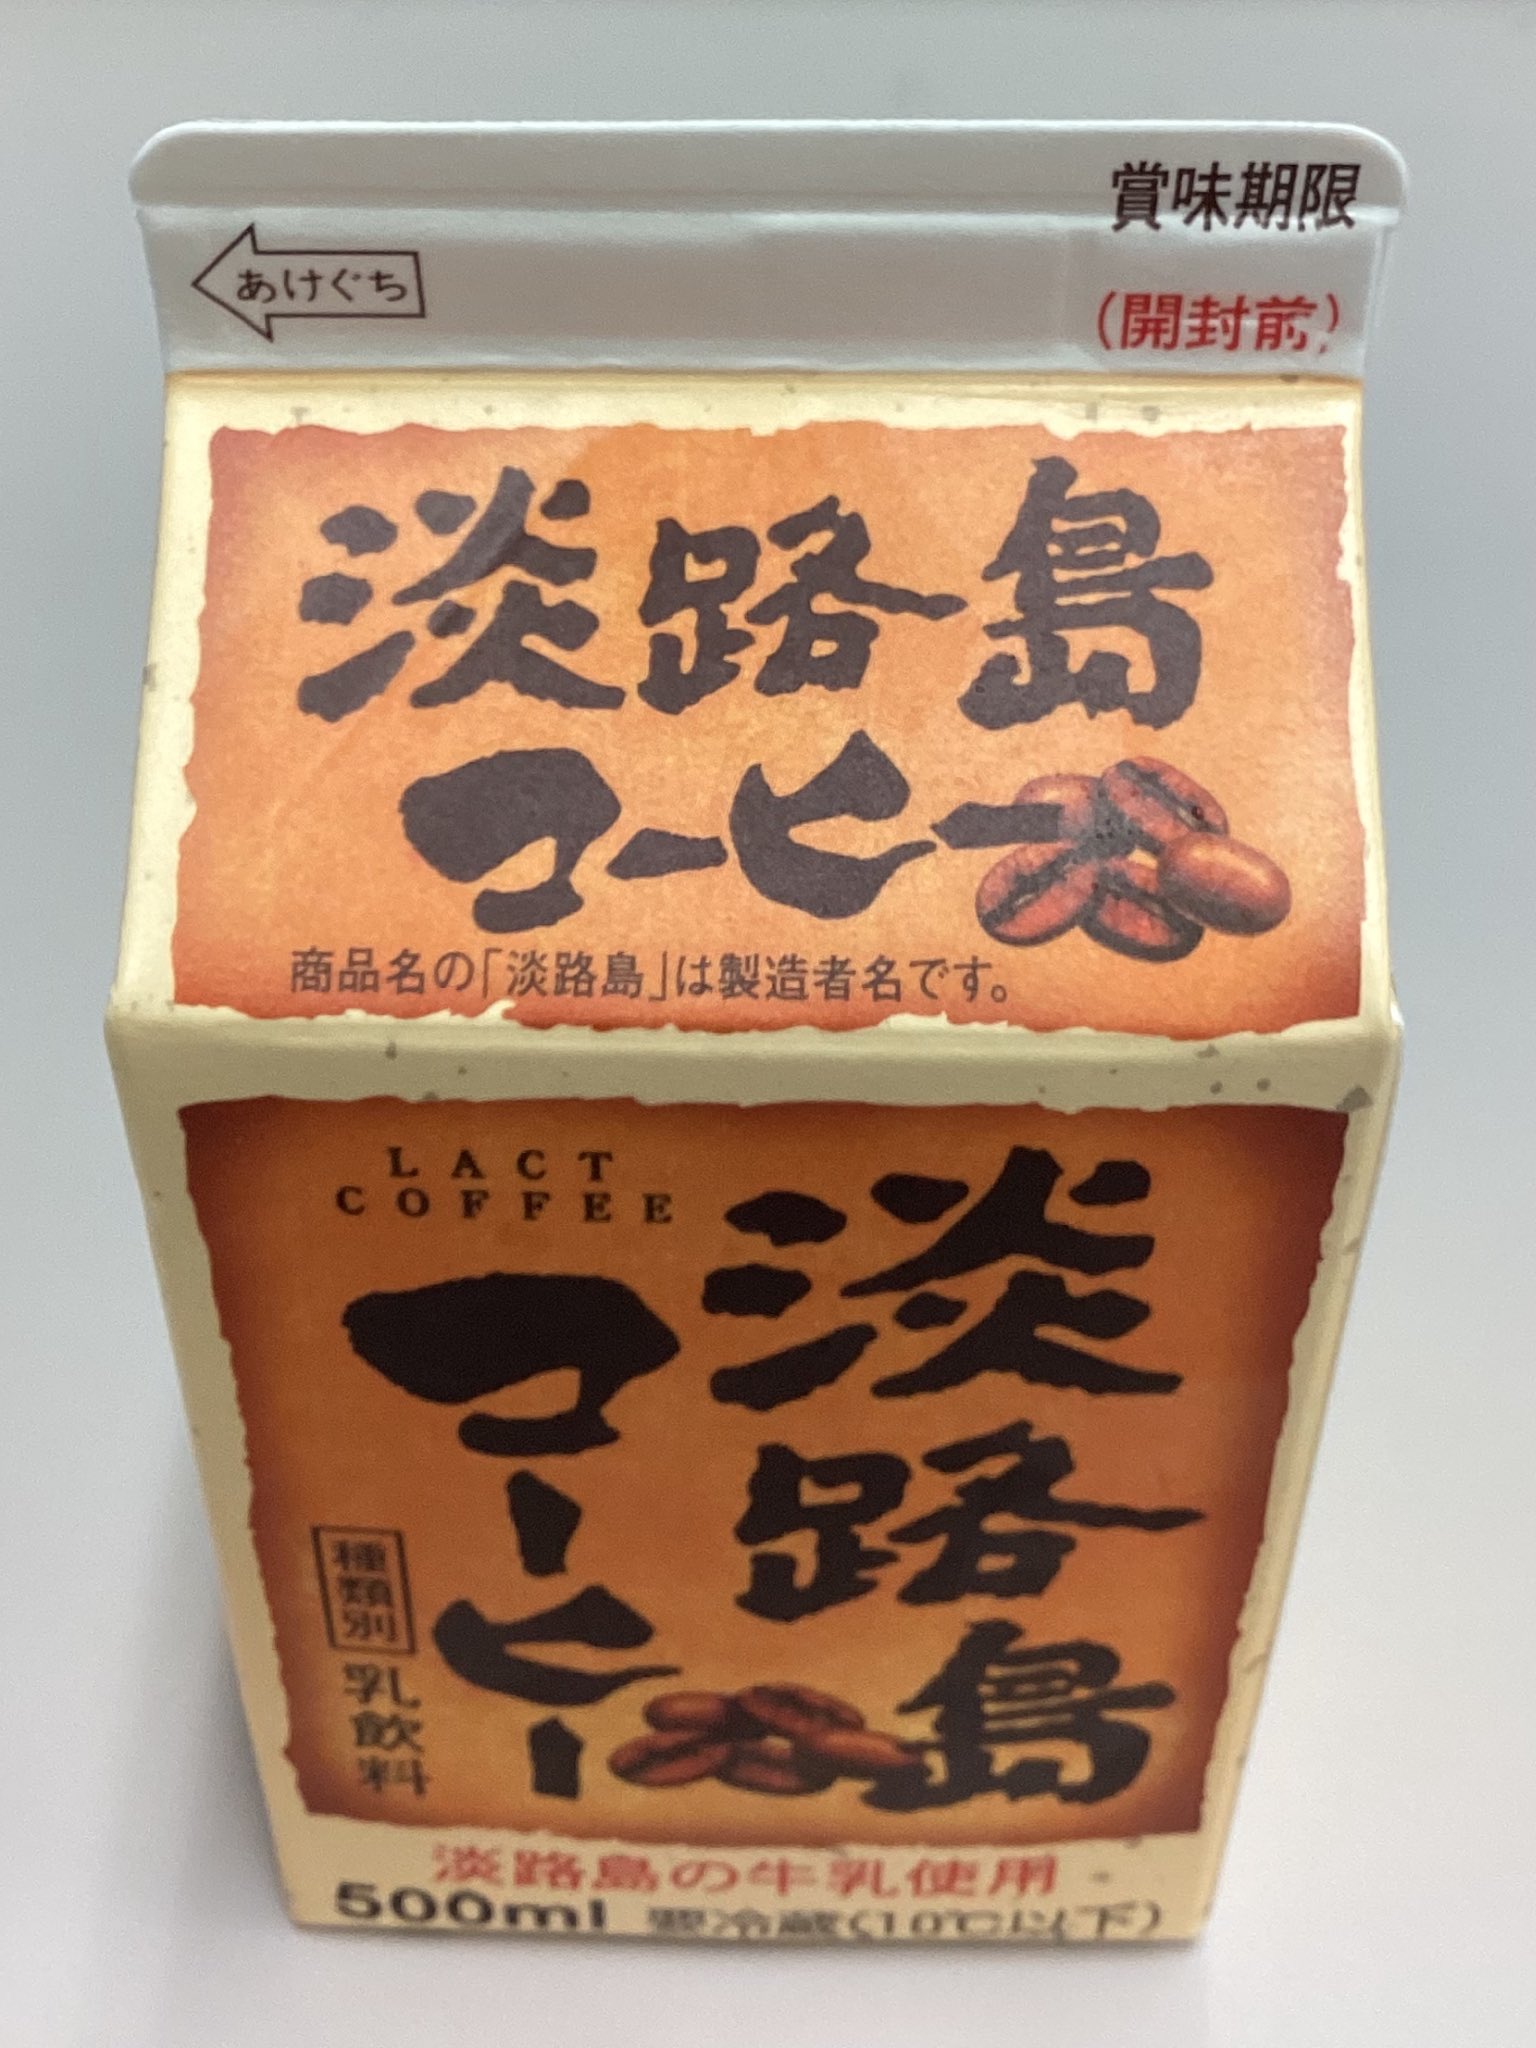 賞味期限
あけぐち
(開封前)
淡路島
コーヒー
商品名の「淡路島」は製造者名です。
LACT
COFFEE
淡路島
コーヒー
種類別
乳飲料
淡路島の牛乳使用
500ml 要冷蔵(10℃以下)